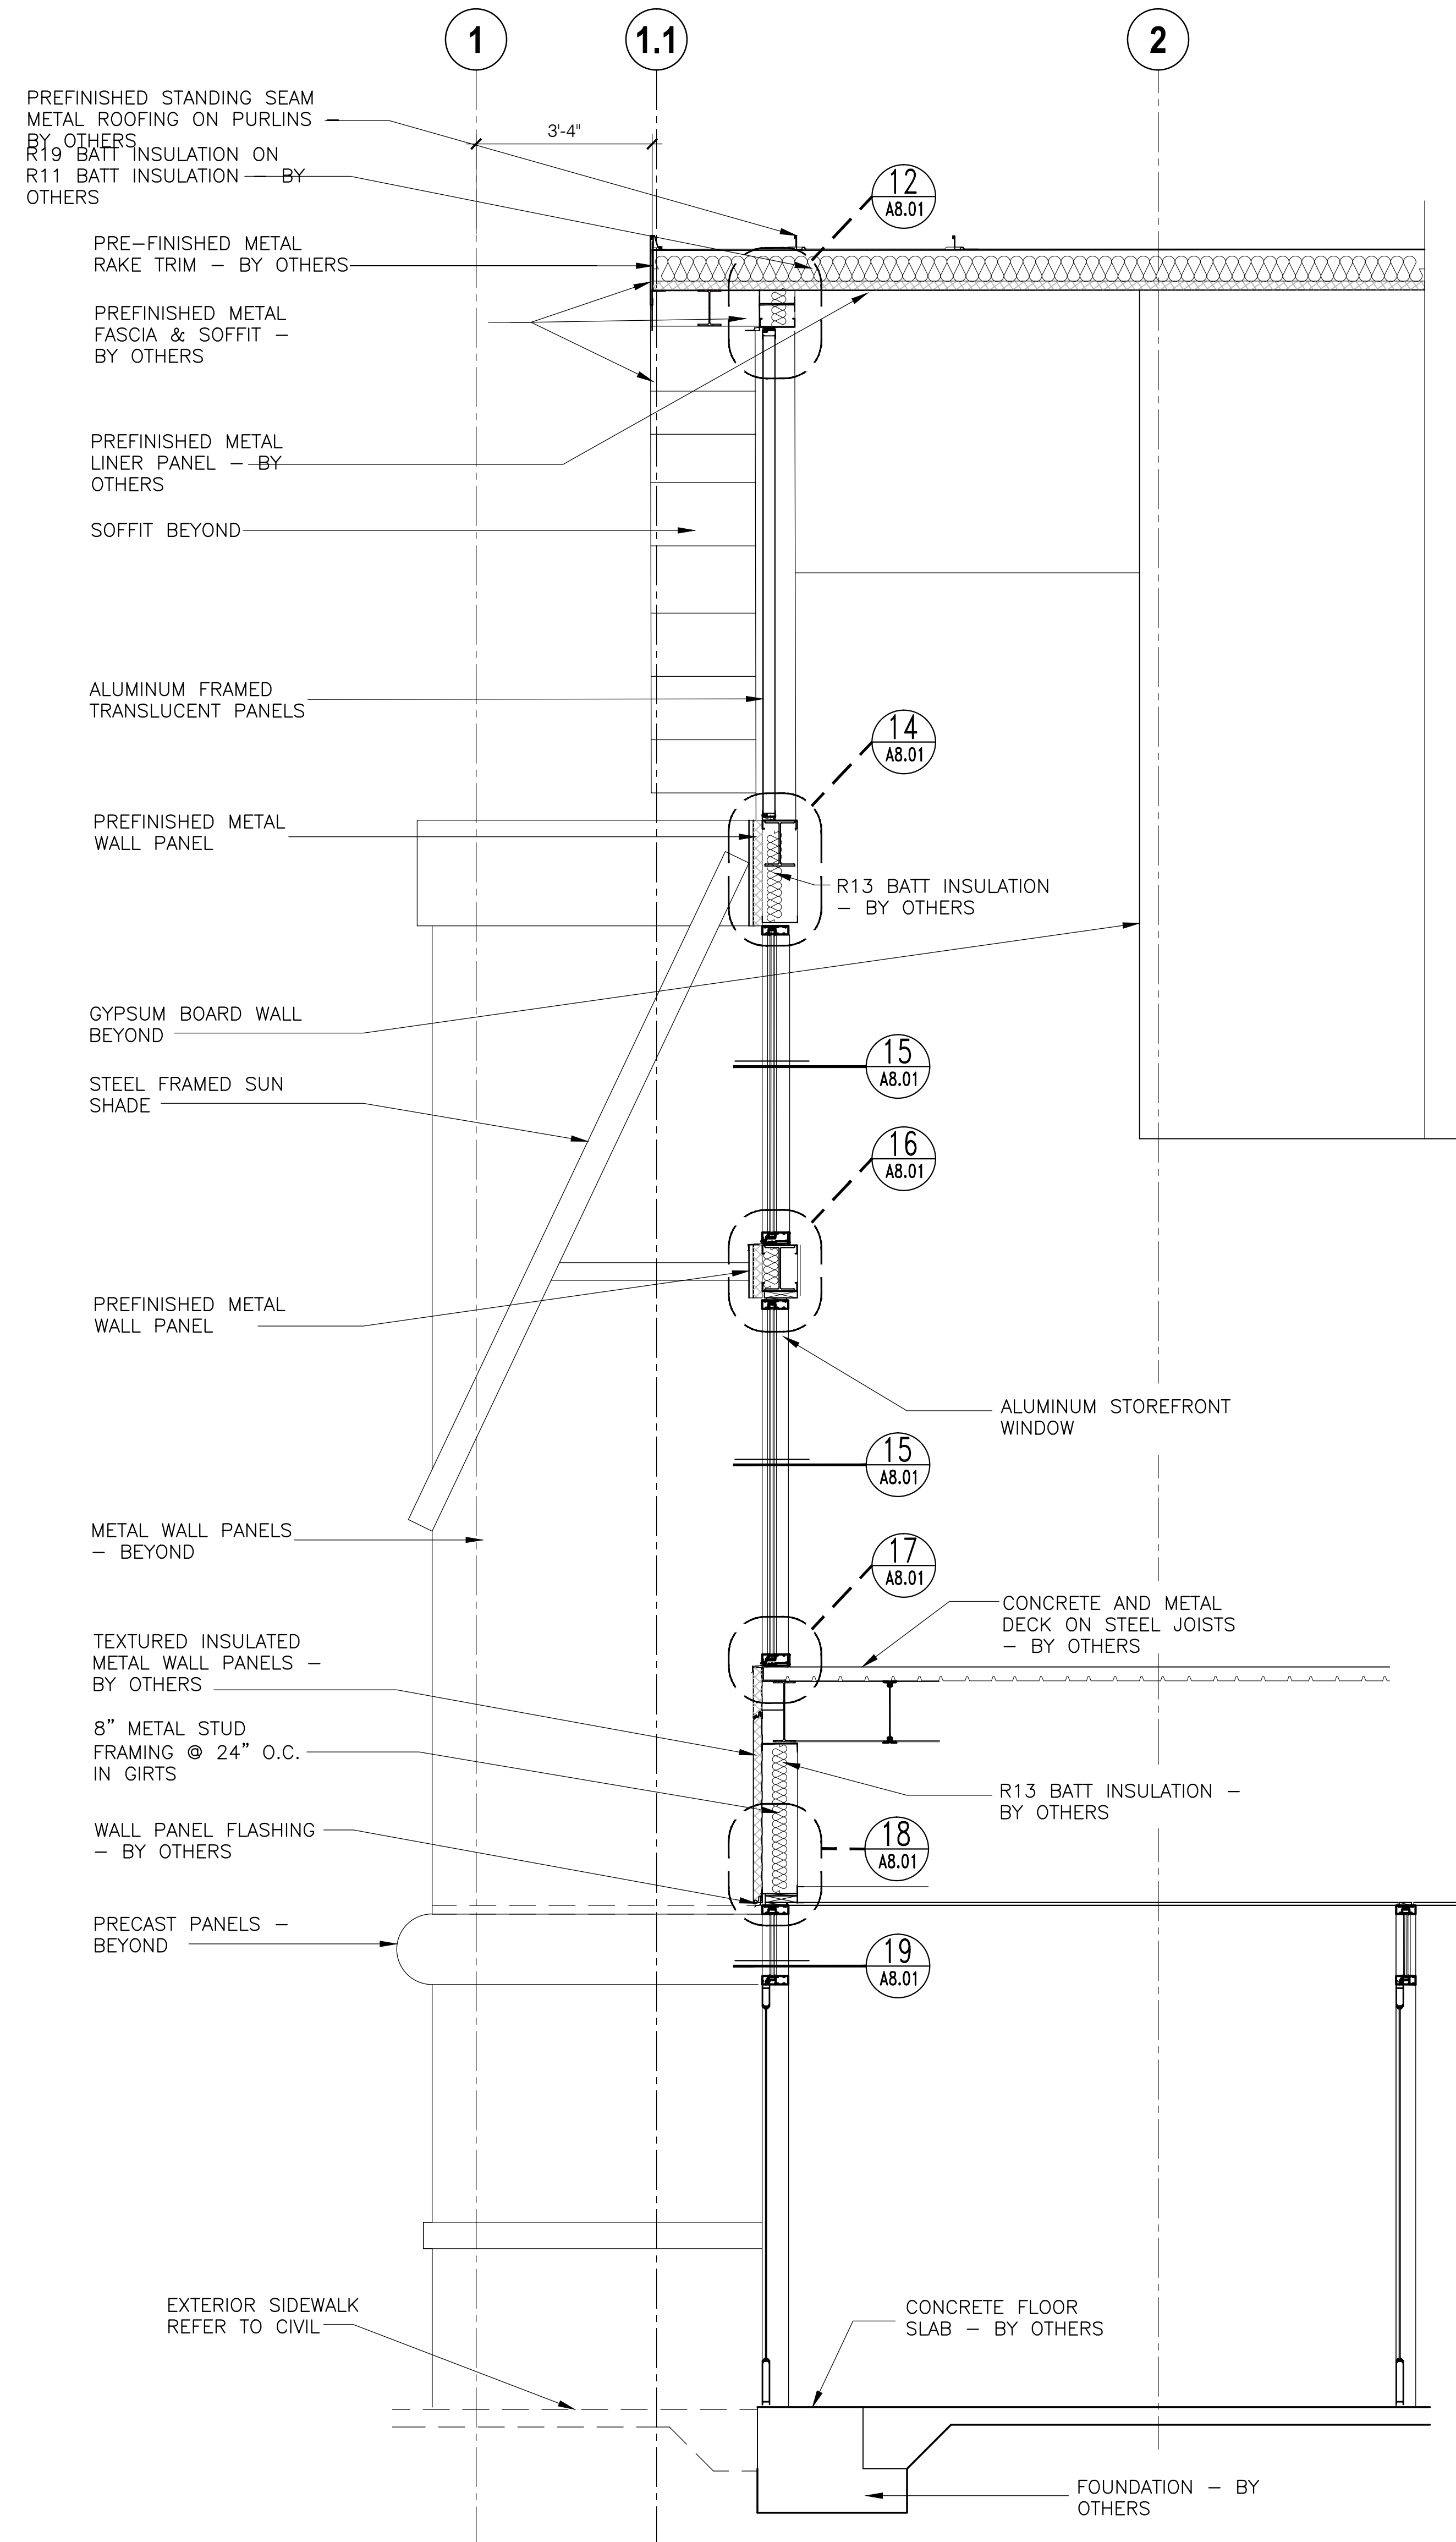 1
1.1
2
PREFINISHED STANDING SEAM
METAL ROOFING ON PURLINS –
BY OTHERS
3'-4"
R19 BATT INSULATION ON
R11 BATT INSULATION – BY
OTHERS
12
A8.01
PRE–FINISHED METAL
RAKE TRIM – BY OTHERS
PREFINISHED METAL
FASCIA & SOFFIT –
BY OTHERS
PREFINISHED METAL
LINER PANEL – BY
OTHERS
SOFFIT BEYOND
ALUMINUM FRAMED
TRANSLUCENT PANELS
14
A8.01
PREFINISHED METAL
WALL PANEL
R13 BATT INSULATION
– BY OTHERS
GYPSUM BOARD WALL
BEYOND
15
A8.01
STEEL FRAMED SUN
SHADE
16
A8.01
PREFINISHED METAL
WALL PANEL
ALUMINUM STOREFRONT
WINDOW
15
A8.01
METAL WALL PANELS
– BEYOND
17
A8.01
CONCRETE AND METAL
DECK ON STEEL JOISTS
– BY OTHERS
TEXTURED INSULATED
METAL WALL PANELS –
BY OTHERS
8” METAL STUD
FRAMING @ 24” O.C.
IN GIRTS
R13 BATT INSULATION –
BY OTHERS
WALL PANEL FLASHING
– BY OTHERS
18
A8.01
PRECAST PANELS –
BEYOND
19
A8.01
EXTERIOR SIDEWALK
REFER TO CIVIL
CONCRETE FLOOR
SLAB – BY OTHERS
FOUNDATION – BY
OTHERS